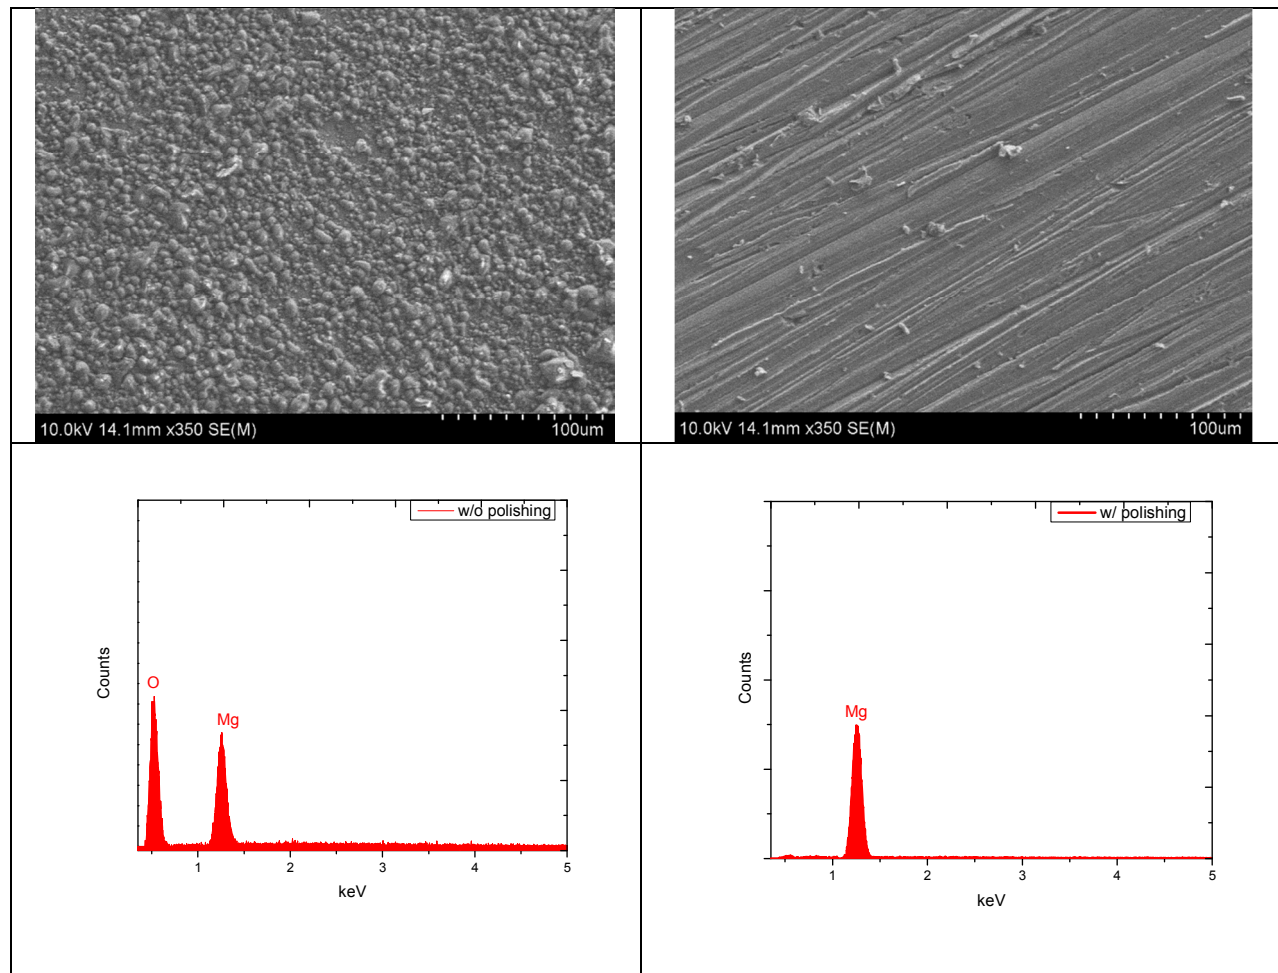 10.0kV 14.1mm x350 SE(M) 100um
10.0kV 14.1mm x350 SE(M) 100um
w/o polishing
Counts
O
Mg
1 2 3 4 5
keV
w/ polishing
Counts
Mg
1 2 3 4 5
keV